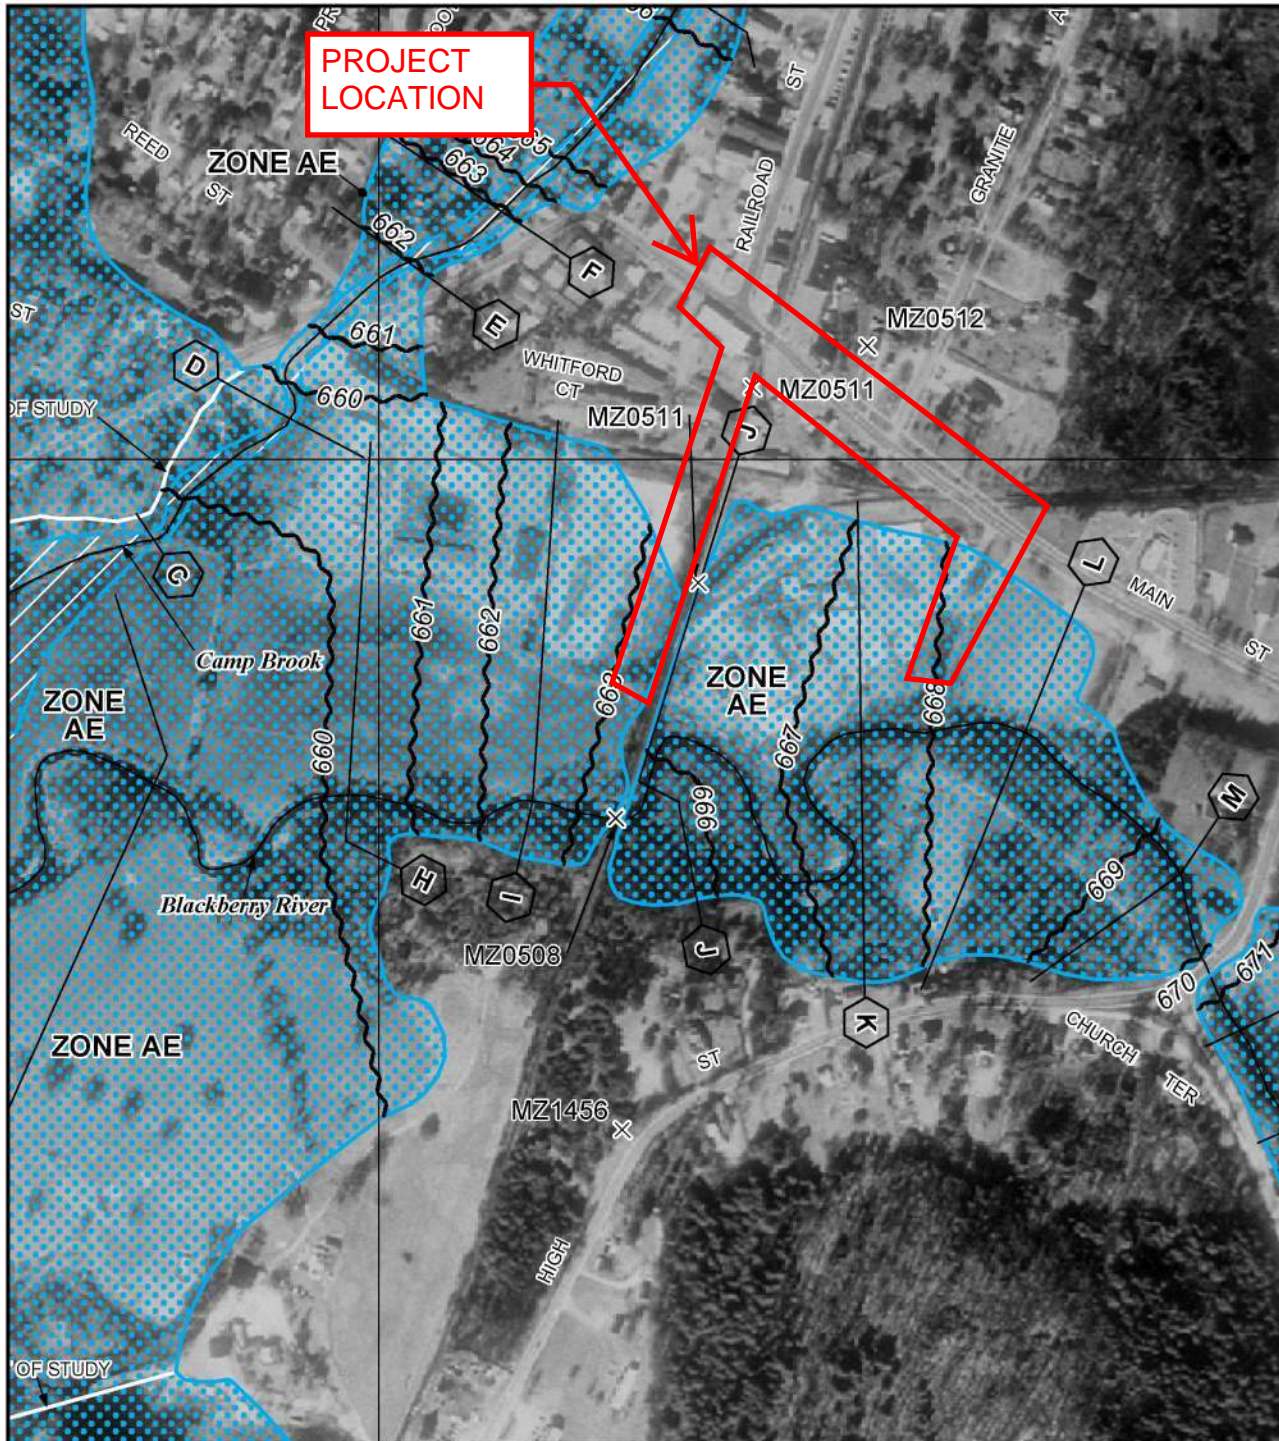 PROJECT
LOCATION
ST
REED
ST
ZONE AE
665
664
663
662
RAILROAD
GRANITE
F
E
MZ0512
ST
661
D
WHITFORD
CT
660
MZ0511
MZ0511
OF STUDY
J
C
661
662
L
MAIN
ST
Camp Brook
ZONE
AE
663
ZONE
AE
667
668
660
666
M
H
I
669
Blackberry River
MZ0508
J
670
671
K
ZONE AE
ST
CHURCH
TER
MZ1456
HIGH
OF STUDY